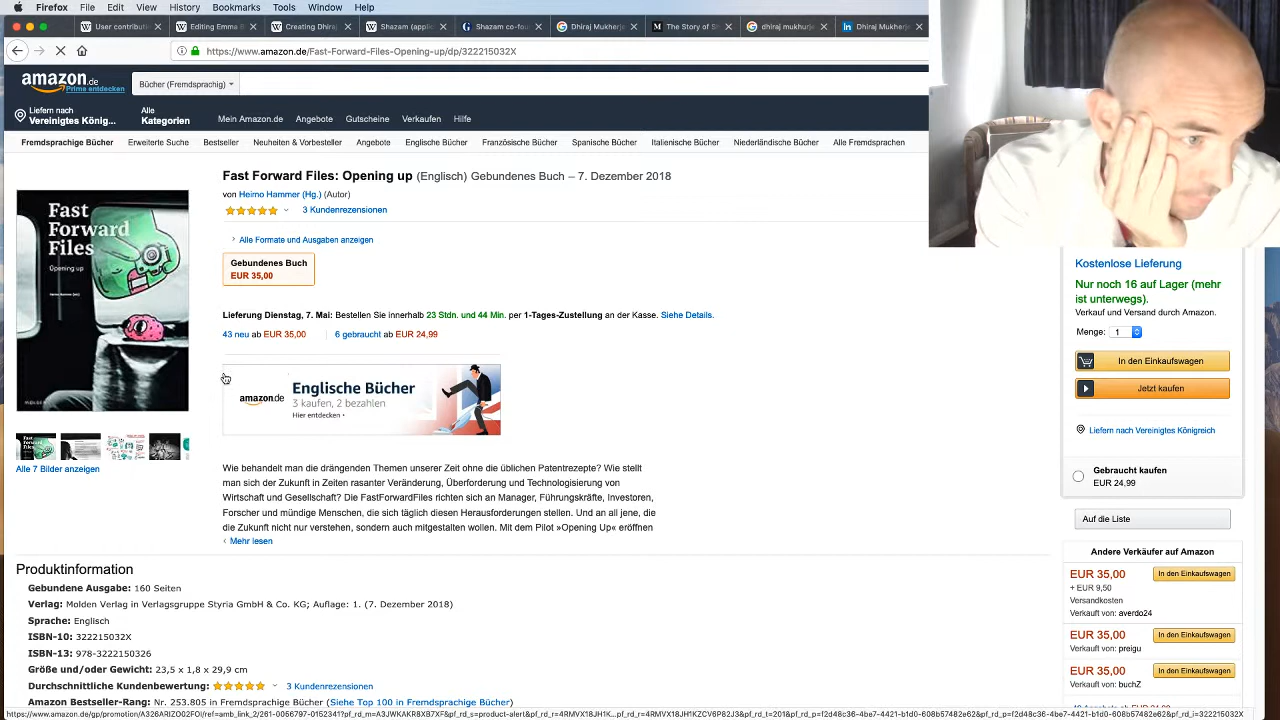 Firefox File Edit View History Bookmarks Tools Window Help
User contributi Editing Emma B Creating Dhiraj Shazam (applic Shazam co-fou Dhiraj Mukherje The Story of Sh dhiraj mukhurje Dhiraj Mukherje
https://www.amazon.de/Fast-Forward-Files-Opening-up/dp/322215032X
amazon.de
Prime entdecken
Bücher (Fremdsprachig)
Liefern nach
Vereinigtes König...
Alle
Kategorien
Mein Amazon.de Angebote Gutscheine Verkaufen Hilfe
Fremdsprachige Bücher Erweiterte Suche Bestseller Neuheiten & Vorbesteller Angebote Englische Bücher Französische Bücher Spanische Bücher Italienische Bücher Niederländische Bücher Alle Fremdsprachen
Fast Forward Files: Opening up (Englisch) Gebundenes Buch – 7. Dezember 2018
von Heimo Hammer (Hg.) (Autor)
3 Kundenrezensionen
Alle Formate und Ausgaben anzeigen
Gebundenes Buch
EUR 35,00
Lieferung Dienstag, 7. Mai: Bestellen Sie innerhalb 23 Stdn. und 44 Min. per 1-Tages-Zustellung an der Kasse. Siehe Details.
43 neu ab EUR 35,00 6 gebraucht ab EUR 24,99
amazon.de
Englische Bücher
3 kaufen, 2 bezahlen
Hier entdecken
Fast
Forward
Files
Opening up
Alle 7 Bilder anzeigen
Wie behandelt man die drängenden Themen unserer Zeit ohne die üblichen Patentrezepte? Wie stellt
man sich der Zukunft in Zeiten rasanter Veränderung, Überforderung und Technologisierung von
Wirtschaft und Gesellschaft? Die FastForwardFiles richten sich an Manager, Führungskräfte, Investoren,
Forscher und mündige Menschen, die sich täglich diesen Herausforderungen stellen. Und an all jene, die
die Zukunft nicht nur verstehen, sondern auch mitgestalten wollen. Mit dem Pilot »Opening Up« eröffnen
Mehr lesen
Kostenlose Lieferung
Nur noch 16 auf Lager (mehr
ist unterwegs).
Verkauf und Versand durch Amazon.
Menge: 1
In den Einkaufswagen
Jetzt kaufen
Liefern nach Vereinigtes Königreich
Gebraucht kaufen
EUR 24,99
Auf die Liste
Andere Verkäufer auf Amazon
EUR 35,00 In den Einkaufswagen
+ EUR 9,50
Versandkosten
Verkauft von: averdo24
EUR 35,00 In den Einkaufswagen
Verkauft von: preigu
EUR 35,00 In den Einkaufswagen
Verkauft von: buchZ
Produktinformation
Gebundene Ausgabe: 160 Seiten
Verlag: Molden Verlag in Verlagsgruppe Styria GmbH & Co. KG; Auflage: 1. (7. Dezember 2018)
Sprache: Englisch
ISBN-10: 322215032X
ISBN-13: 978-3222150326
Größe und/oder Gewicht: 23,5 x 1,8 x 29,9 cm
Durchschnittliche Kundenbewertung: 3 Kundenrezensionen
Amazon Bestseller-Rang: Nr. 253.805 in Fremdsprachige Bücher (Siehe Top 100 in Fremdsprachige Bücher)